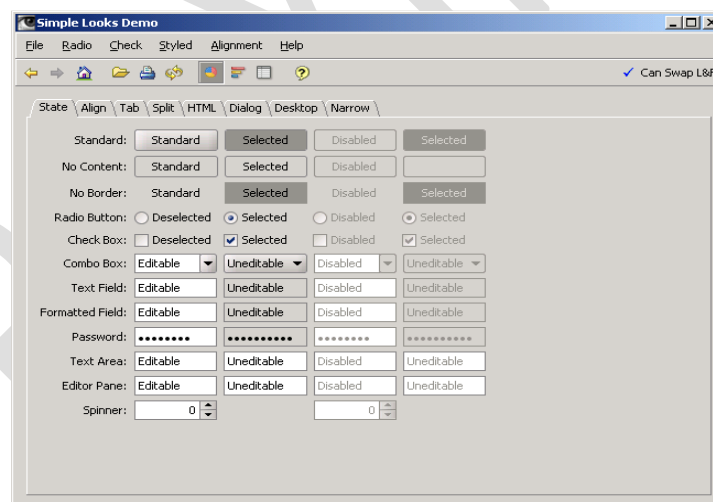 Simple Looks Demo
File Radio Check Styled Alignment Help
Can Swap L&F
State Align Tab Split HTML Dialog Desktop Narrow
Standard: Standard Selected Disabled Selected
No Content: Standard Selected Disabled
No Border: Standard Selected Disabled Selected
Radio Button: Deselected Selected Disabled Selected
Check Box: Deselected Selected Disabled Selected
Combo Box: Editable Uneditable Disabled Uneditable
Text Field: Editable Uneditable Disabled Uneditable
Formatted Field: Editable Uneditable Disabled Uneditable
Password: •••••••• •••••••••• •••••••• ••••••••••
Text Area: Editable Uneditable Disabled Uneditable
Editor Pane: Editable Uneditable Disabled Uneditable
Spinner: 0 0